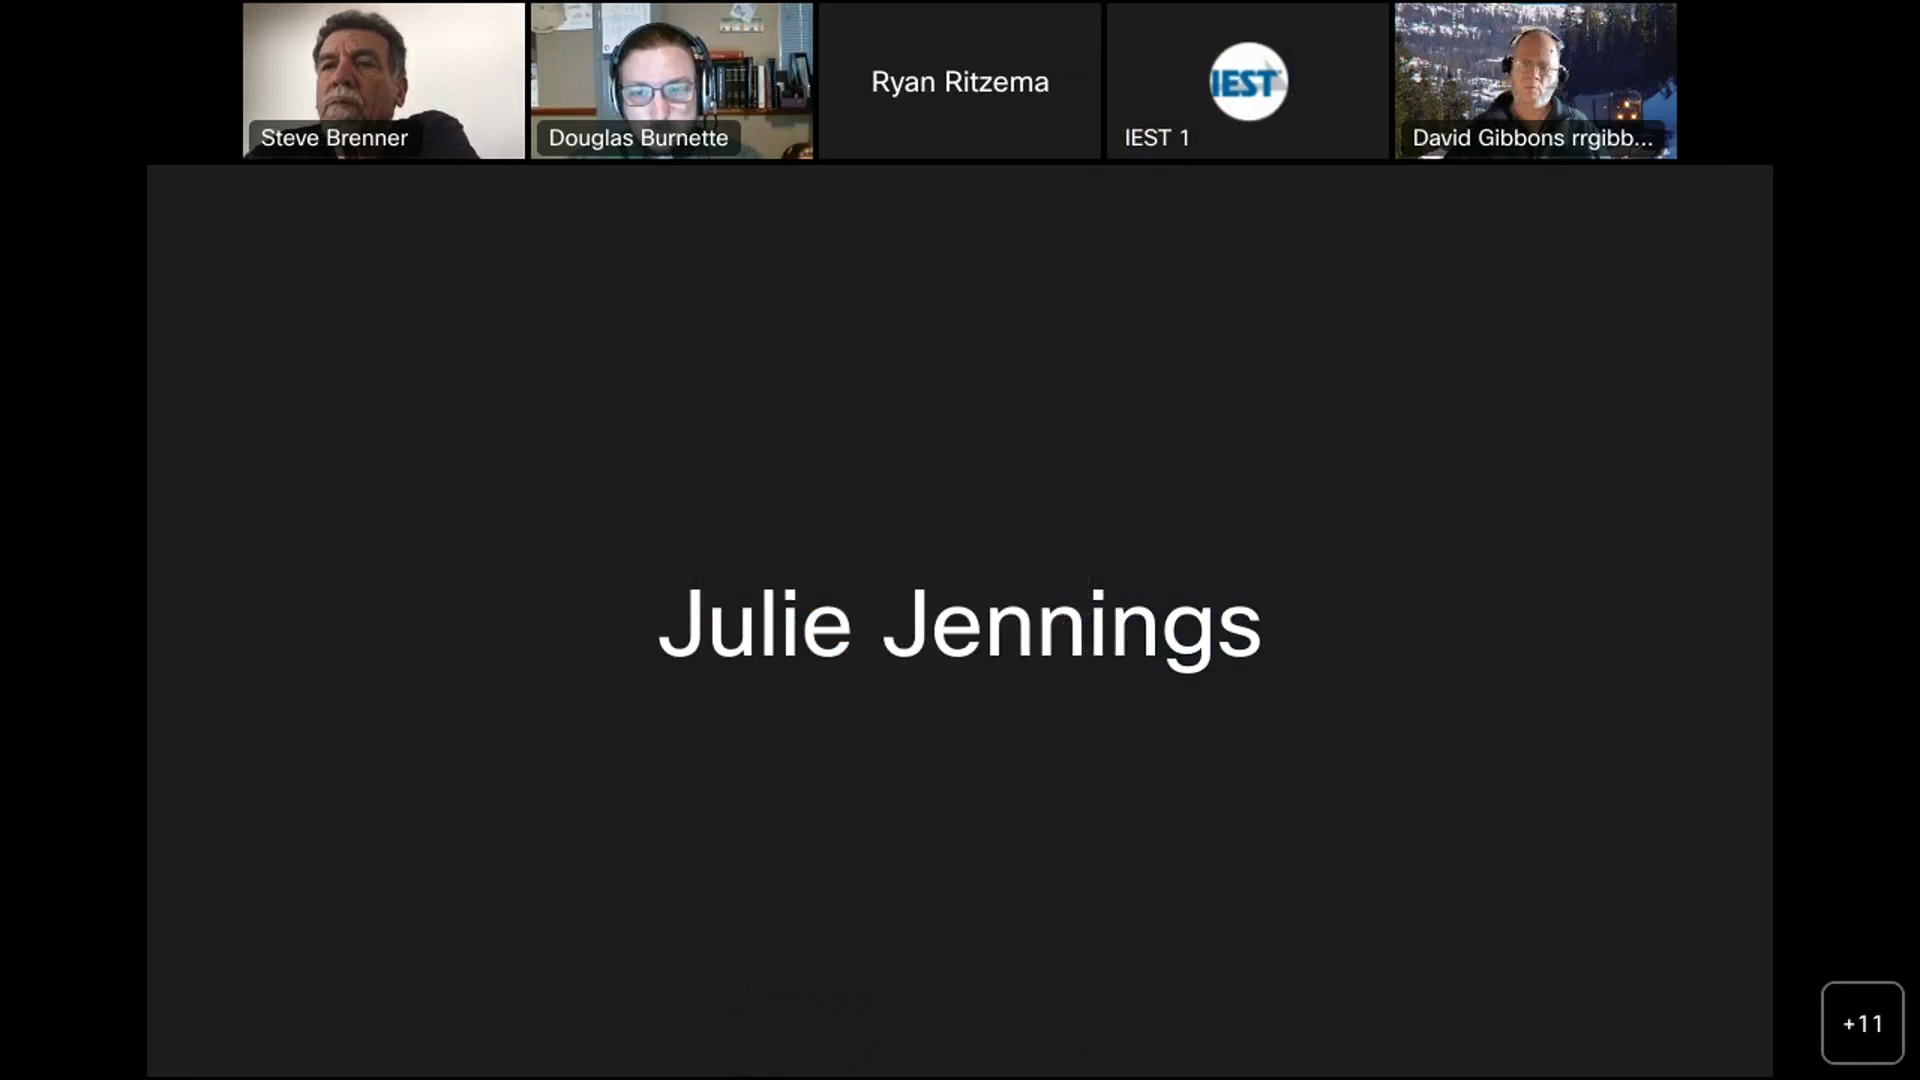 Steve Brenner
Douglas Burnette
Ryan Ritzema
IEST
IEST 1
David Gibbons rrgibb...
Julie Jennings
+11